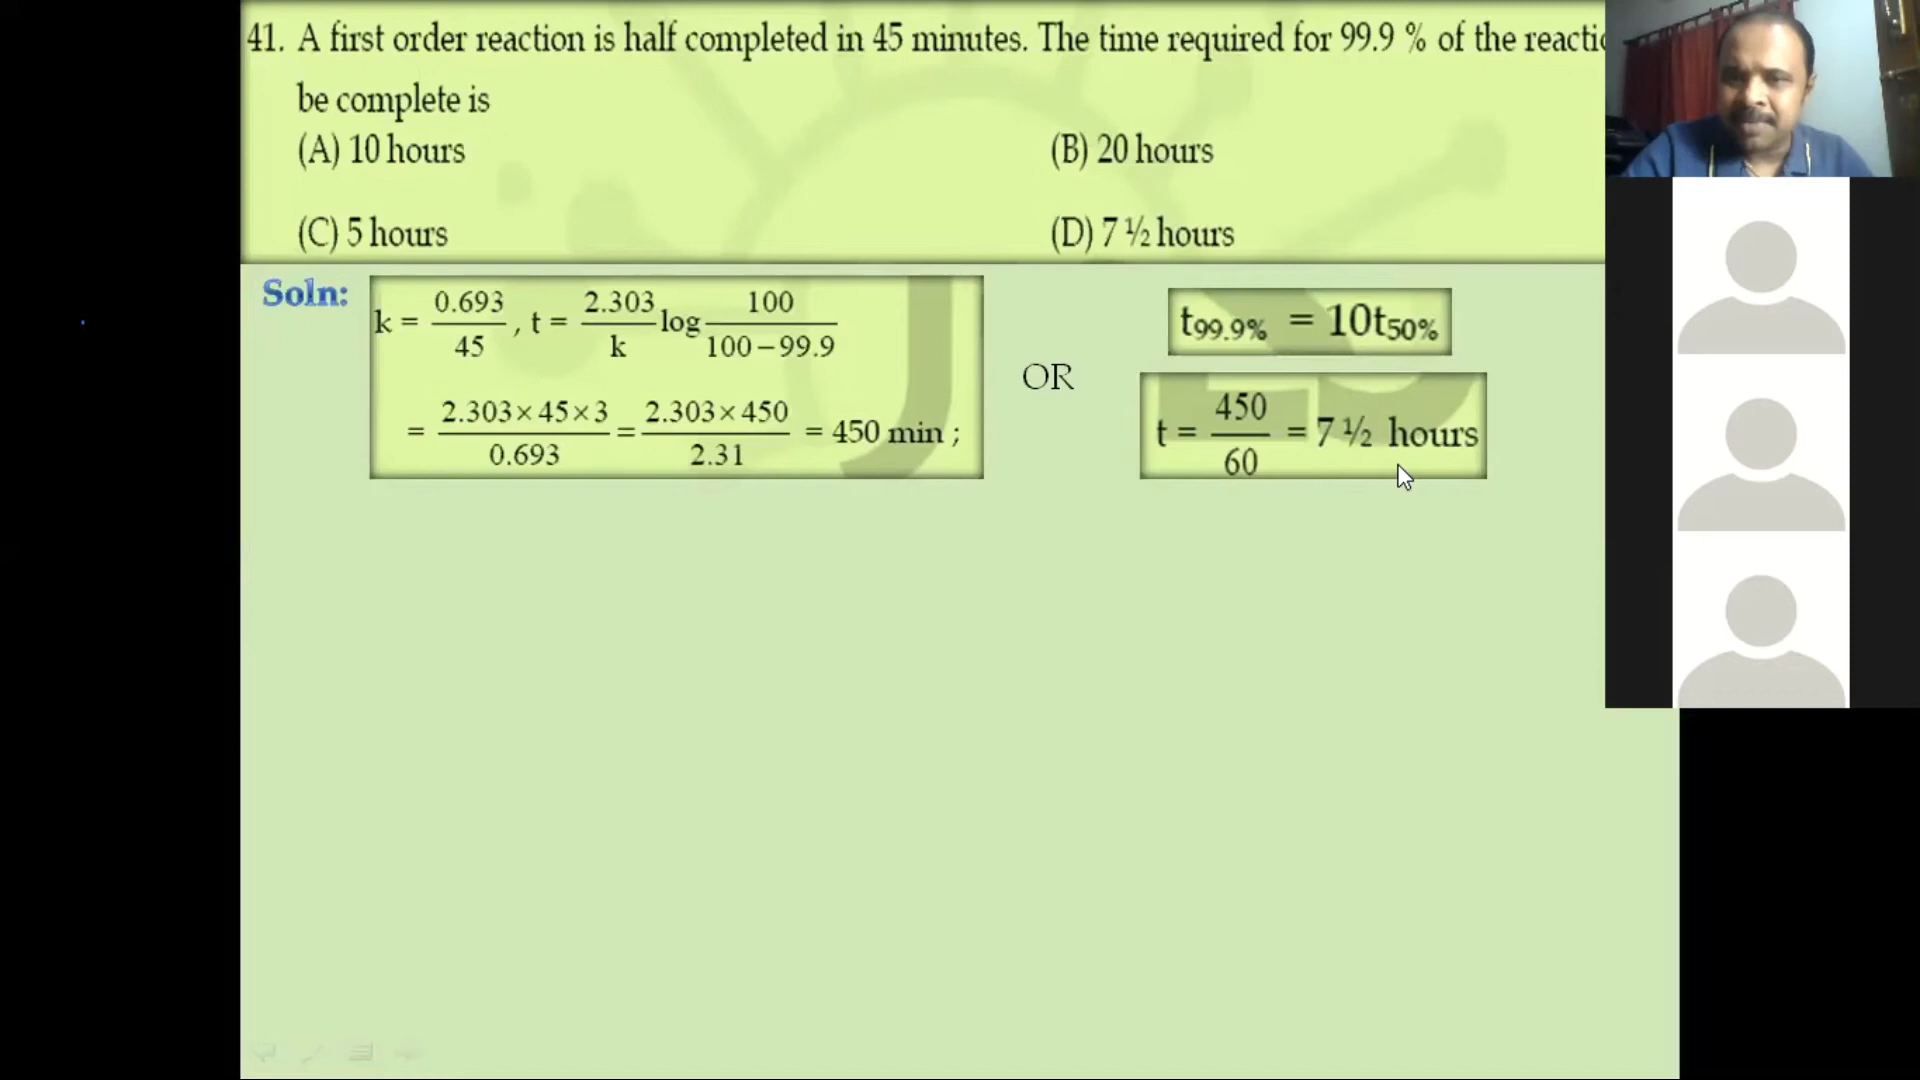 41. A first order reaction is half completed in 45 minutes. The time required for 99.9 % of the reactio
be complete is
(A) 10 hours (B) 20 hours
(C) 5 hours (D) 7 ½ hours
Soln:
k = 0.693/45 , t = 2.303/k log 100/100 – 99.9
= 2.303 × 45 × 3/0.693 = 2.303 × 450/2.31 = 450 min ;
OR
t99.9% = 10t50%
t = 450/60 = 7 ½ hours